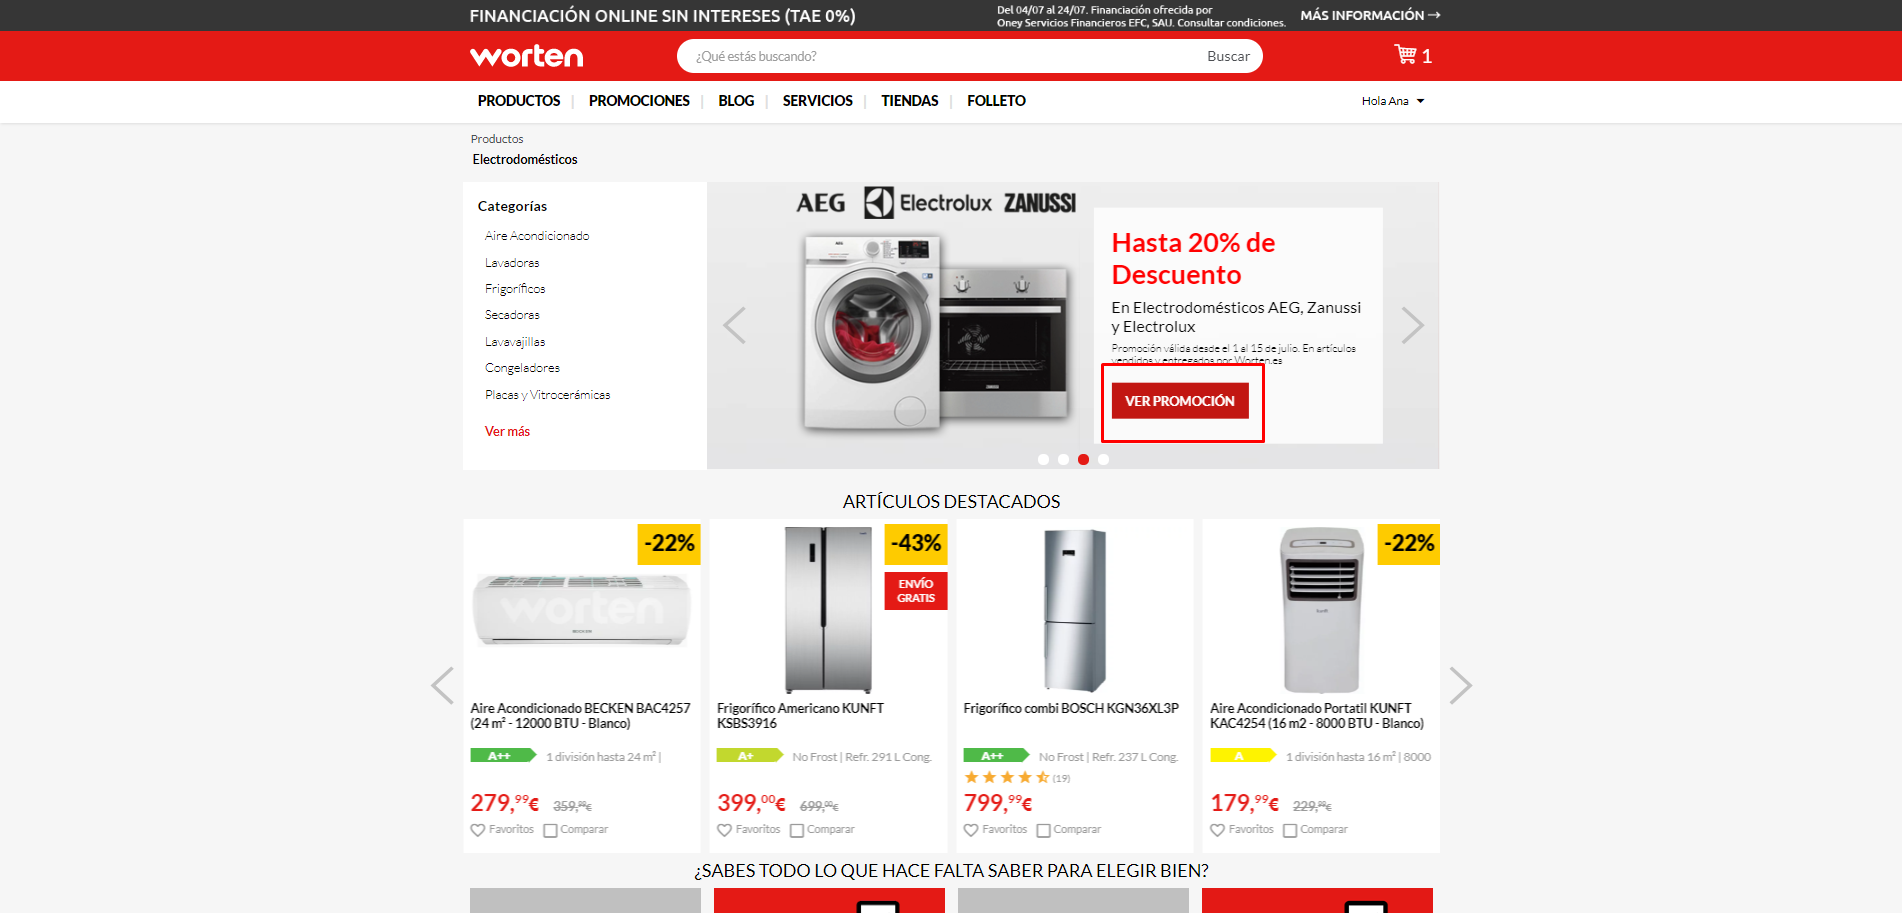 FINANCIACIÓN ONLINE SIN INTERESES (TAE 0%)
Del 04/07 al 24/07. Financiación ofrecida por
Oney Servicios Financieros EFC, SAU. Consultar condiciones.
MÁS INFORMACIÓN →
worten
¿Qué estás buscando?
Buscar
1
PRODUCTOS | PROMOCIONES | BLOG | SERVICIOS | TIENDAS | FOLLETO
Hola Ana
Productos
Electrodomésticos
Categorías
Aire Acondicionado
Lavadoras
Frigoríficos
Secadoras
Lavavajillas
Congeladores
Placas y Vitrocerámicas
Ver más
AEG Electrolux ZANUSSI
Hasta 20% de
Descuento
En Electrodomésticos AEG, Zanussi
y Electrolux
Promoción válida desde el 1 al 15 de julio. En artículos
vendidos y entregados por Worten.es
VER PROMOCIÓN
ARTÍCULOS DESTACADOS
-22%
worten
BECKEN
Aire Acondicionado BECKEN BAC4257
(24 m² - 12000 BTU - Blanco)
A++ 1 división hasta 24 m² |
279,99€ 359,99€
Favoritos Comparar
-43%
ENVÍO
GRATIS
Frigorífico Americano KUNFT
KSBS3916
A+ No Frost | Refr. 291 L Cong.
399,00€ 699,00€
Favoritos Comparar
Frigorífico combi BOSCH KGN36XL3P
A++ No Frost | Refr. 237 L Cong.
(19)
799,99€
Favoritos Comparar
-22%
Aire Acondicionado Portatil KUNFT
KAC4254 (16 m2 - 8000 BTU - Blanco)
A 1 división hasta 16 m² | 8000
179,99€ 229,99€
Favoritos Comparar
¿SABES TODO LO QUE HACE FALTA SABER PARA ELEGIR BIEN?